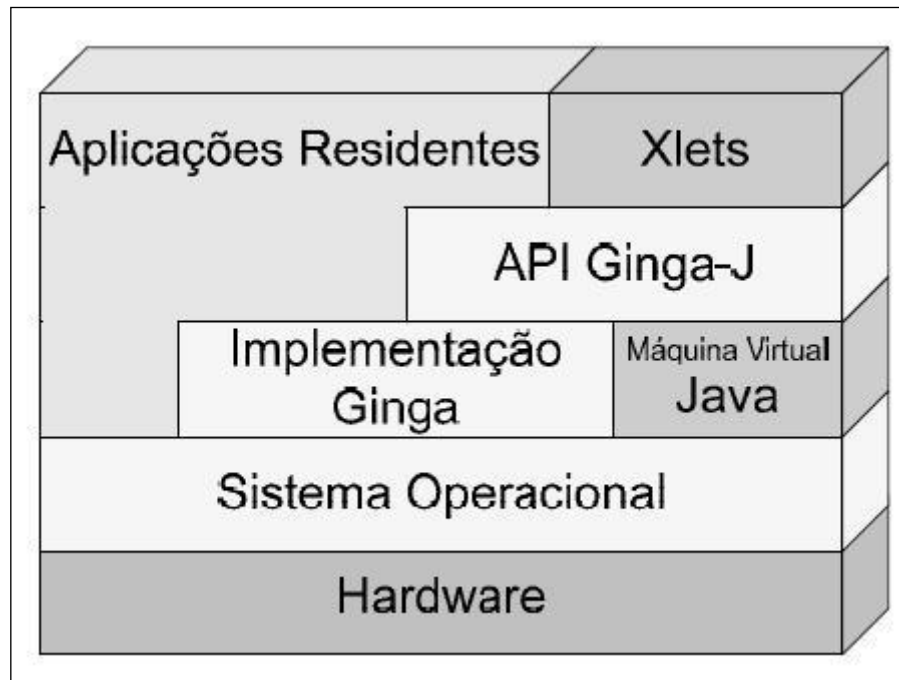 Aplicações Residentes
Xlets
API Ginga-J
Implementação
Ginga
Máquina Virtual
Java
Sistema Operacional
Hardware